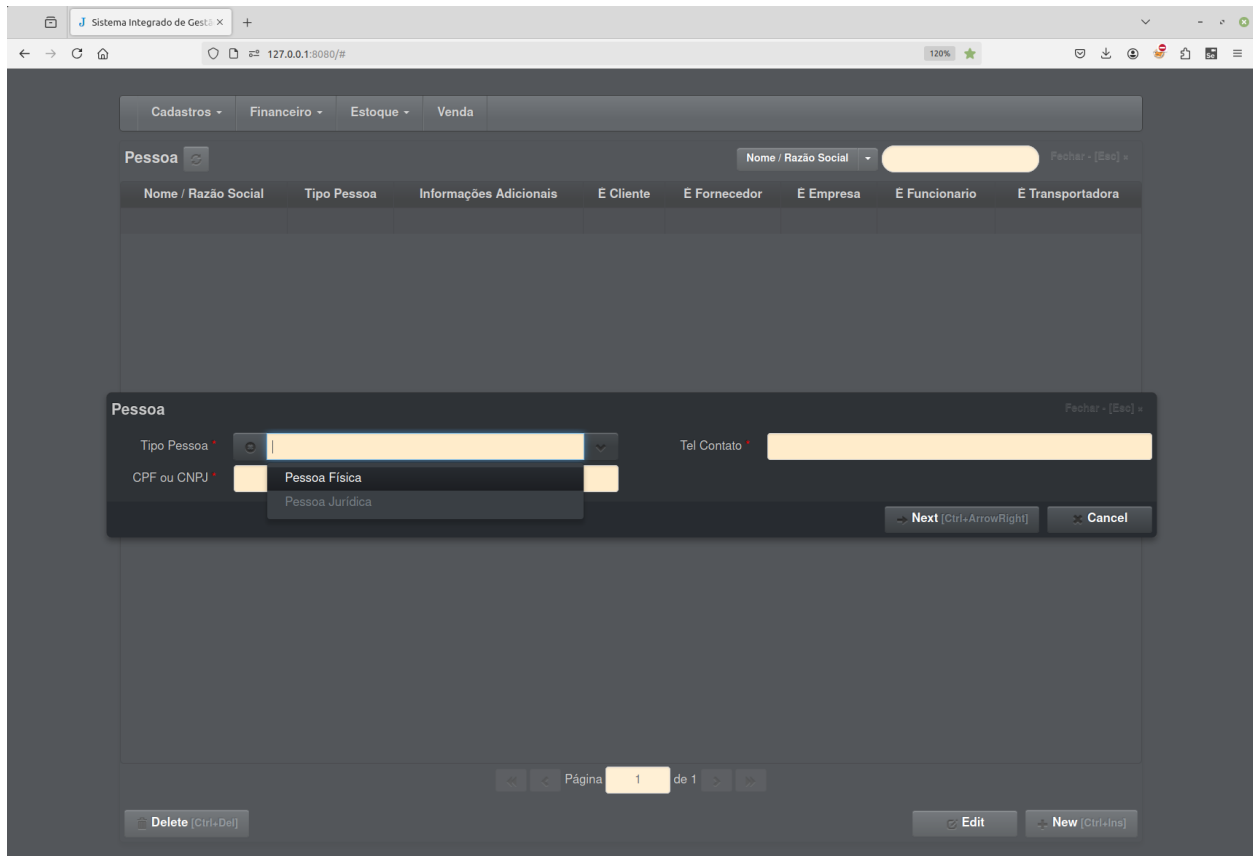 Sistema Integrado de Gestã
127.0.0.1:8080/#
120%
Cadastros Financeiro Estoque Venda
Pessoa Nome / Razão Social Fechar - [Esc] ×
Nome / Razão Social Tipo Pessoa Informações Adicionais É Cliente É Fornecedor É Empresa É Funcionario É Transportadora
Pessoa Fechar - [Esc] ×
Tipo Pessoa * Tel Contato *
CPF ou CNPJ * Pessoa Física
Pessoa Jurídica
Next [Ctrl+ArrowRight] Cancel
Página 1 de 1
Delete [Ctrl+Del] Edit New [Ctrl+Ins]